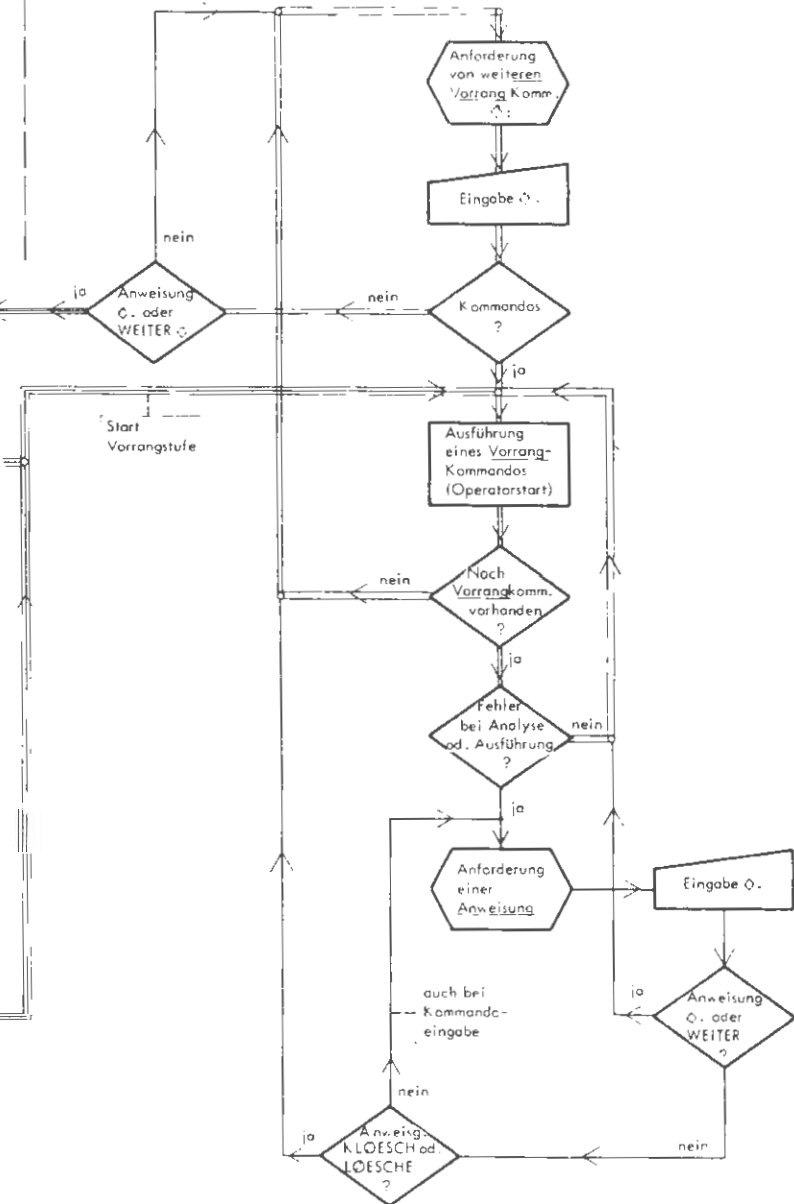 Anforderung
von weiteren
Vorrang Komm.
◇.
Eingabe ◇.
nein
ja
Anweisung
◇. oder
WEITER ◇
nein
Kommandos
?
ja
Start
Vorrangstufe
Ausführung
eines Vorrang-
Kommandos
(Operatorstart)
nein
Noch
Vorrangkomm.
vorhanden
?
ja
Fehler
bei Analyse
od. Ausführung
?
nein
ja
Anforderung
einer
Anweisung
Eingabe ◇.
auch bei
Kommando-
eingabe
ja
Anweisung
◇. oder
WEITER
?
nein
ja
Anweisg.
KLOESCH od.
LOESCHE
?
nein